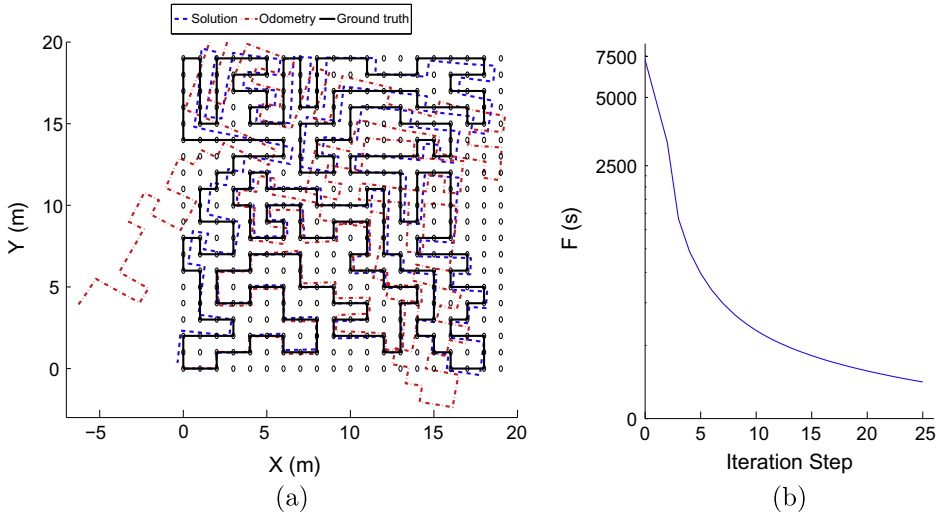 Solution Odometry Ground truth
20
15
10
5
0
Y (m)
−5 0 5 10 15 20
X (m)
(a)
7500
5000
2500
0
F (s)
0 5 10 15 20 25
Iteration Step
(b)